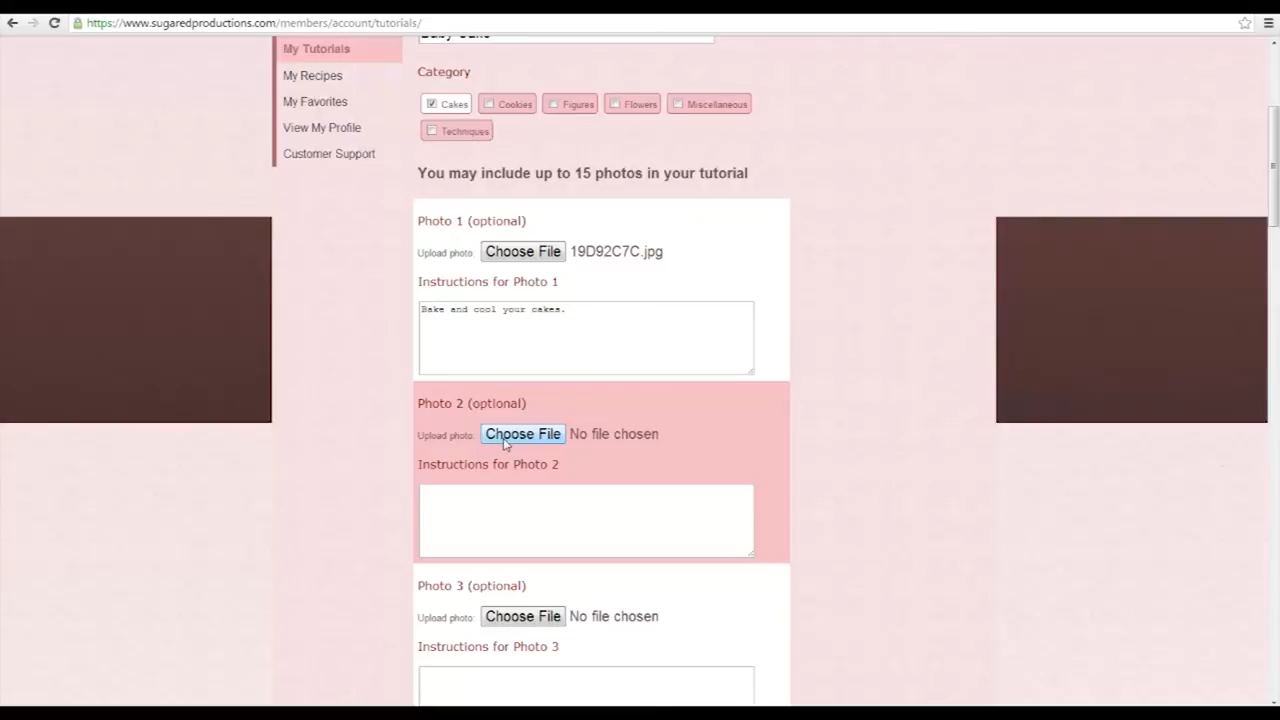 https://www.sugaredproductions.com/members/account/tutorials/
My Tutorials
My Recipes
My Favorites
View My Profile
Customer Support
Category
Cakes Cookies Figures Flowers Miscellaneous
Techniques
You may include up to 15 photos in your tutorial
Photo 1 (optional)
Upload photo: Choose File 19D92C7C.jpg
Instructions for Photo 1
Bake and cool your cakes.
Photo 2 (optional)
Upload photo: Choose File No file chosen
Instructions for Photo 2
Photo 3 (optional)
Upload photo: Choose File No file chosen
Instructions for Photo 3